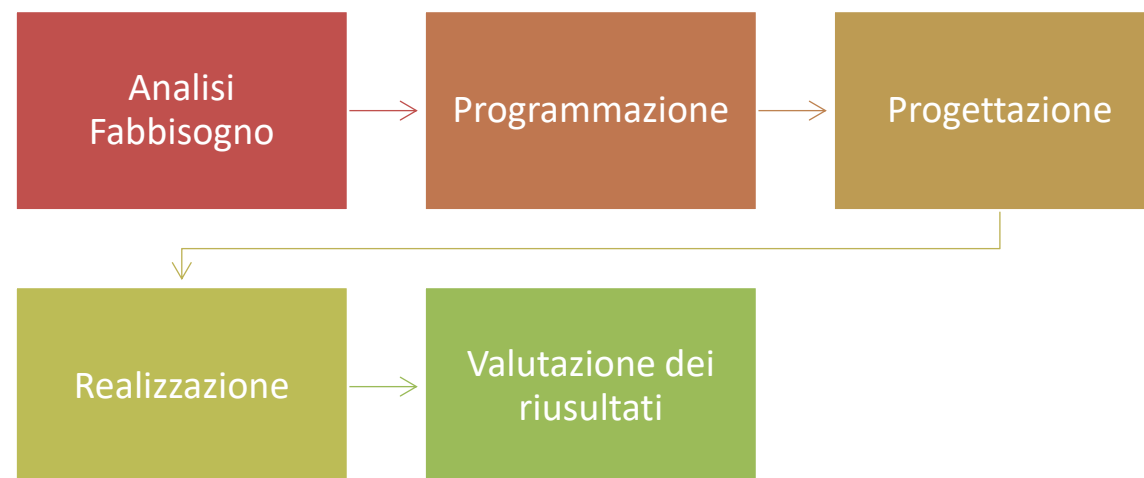 Analisi
Fabbisogno
Programmazione
Progettazione
Realizzazione
Valutazione dei
riusultati